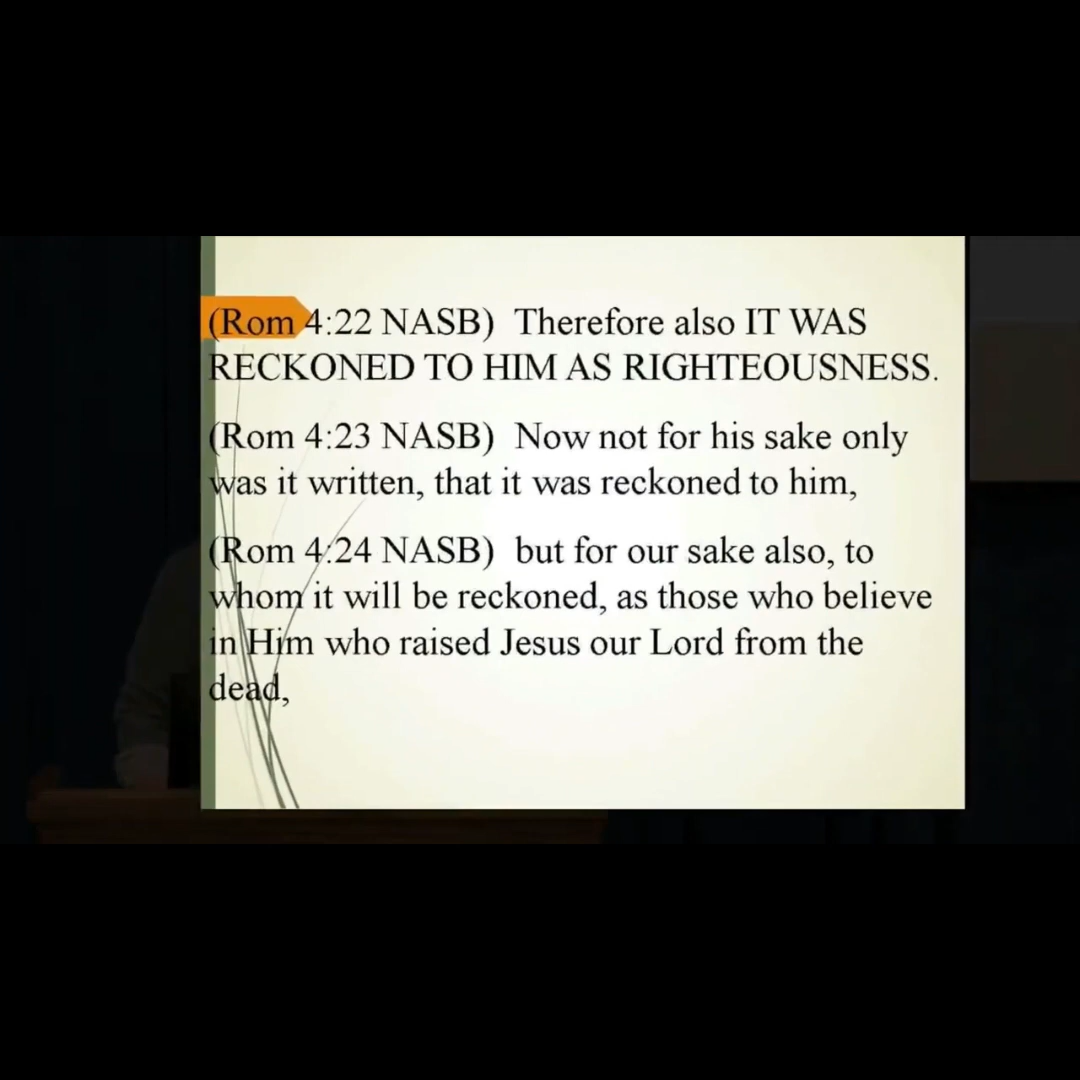 (Rom 4:22 NASB)  Therefore also IT WAS
RECKONED TO HIM AS RIGHTEOUSNESS.
(Rom 4:23 NASB)  Now not for his sake only
was it written, that it was reckoned to him,
(Rom 4:24 NASB)  but for our sake also, to
whom it will be reckoned, as those who believe
in Him who raised Jesus our Lord from the
dead,